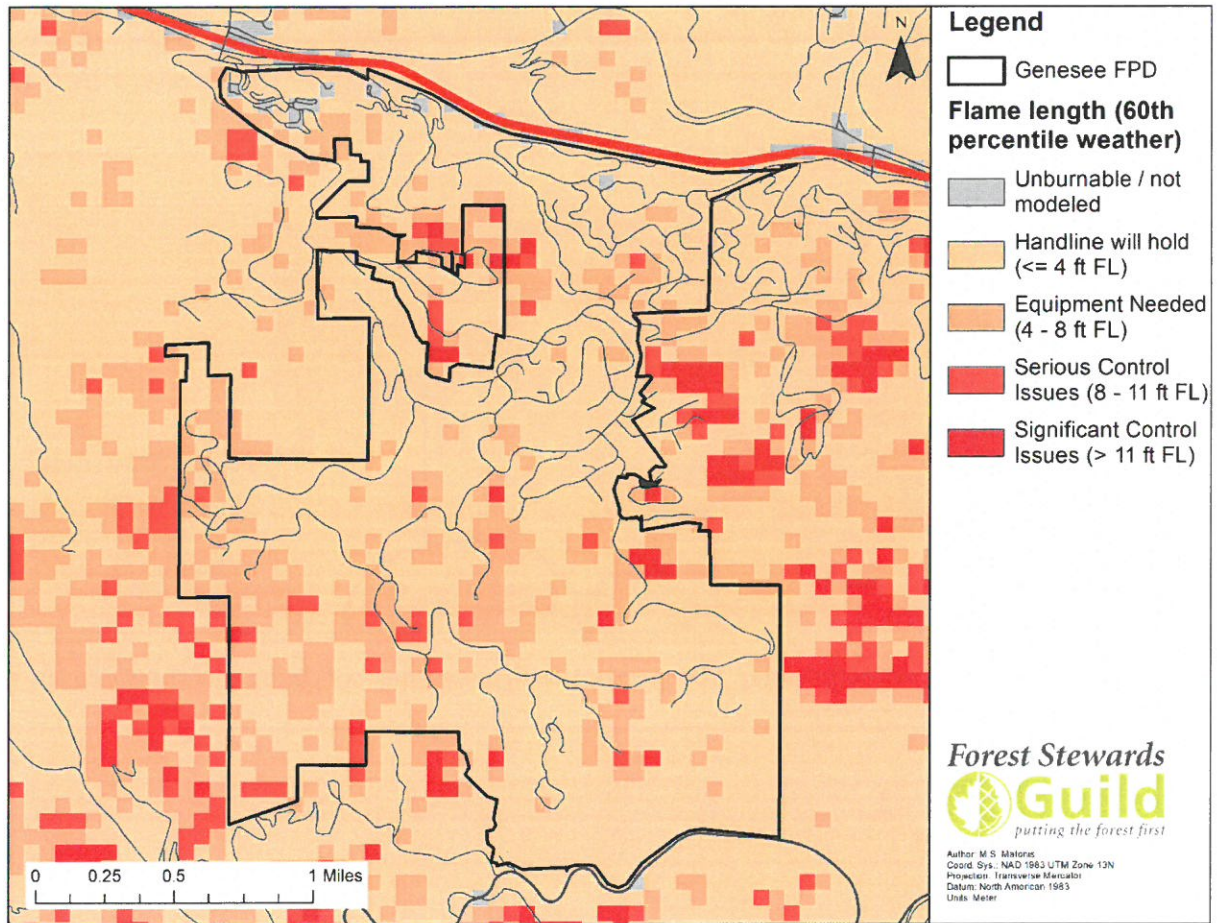 N
Legend
Genesee FPD
Flame length (60th
percentile weather)
Unburnable / not
modeled
Handline will hold
(<= 4 ft FL)
Equipment Needed
(4 - 8 ft FL)
Serious Control
Issues (8 - 11 ft FL)
Significant Control
Issues (> 11 ft FL)
0 0.25 0.5 1 Miles
Forest Stewards
Guild
putting the forest first
Author: M.S.
Coord. Sys.: NAD 1983 UTM Zone 13N
Projection: Transverse Mercator
Datum: North American 1983
Units: Meter